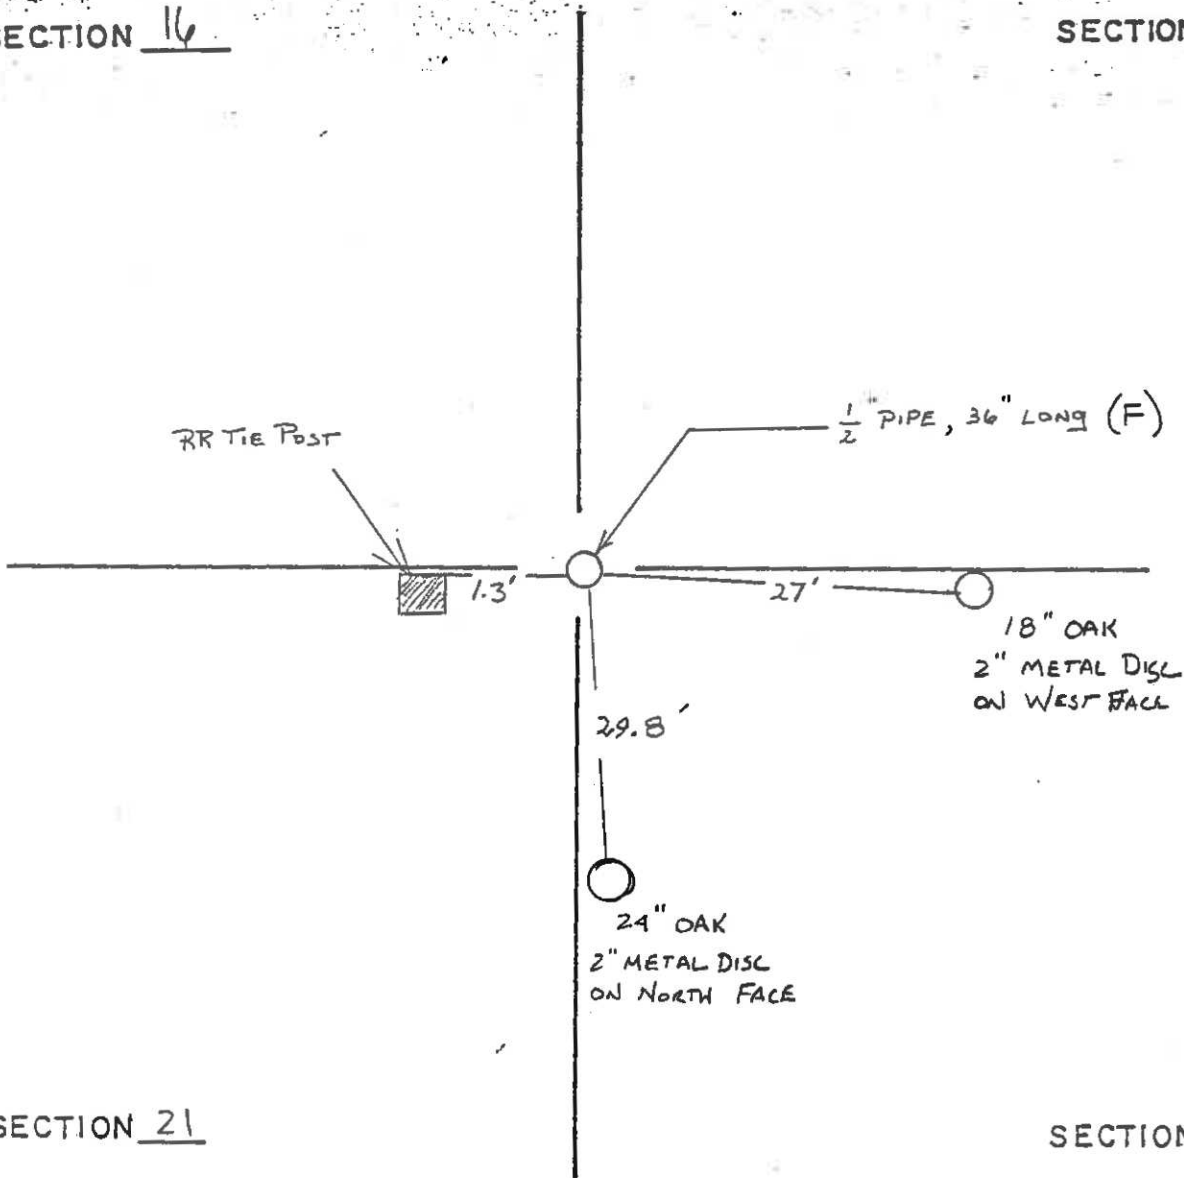 SECTION 16
SECTION
RR TIE POST
1/2" PIPE, 36" LONG (F)
1.3'
27'
18" OAK
2" METAL DISC
ON WEST FACE
29.8'
24" OAK
2" METAL DISC
ON NORTH FACE
SECTION 21
SECTION